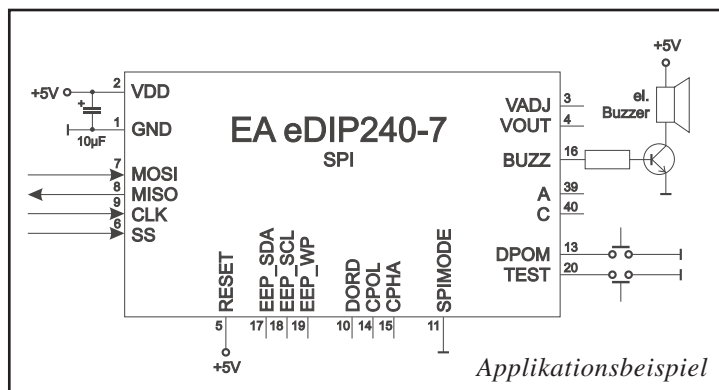 +5V
2
VDD
+5V
+
GND
1
10µF
EA eDIP240-7
SPI
VADJ
3
VOUT
4
el.
Buzzer
BUZZ
16
7
MOSI
8
MISO
9
CLK
6
SS
A
39
C
40
DPOM
13
TEST
20
RESET
EEP_SDA
EEP_SCL
EEP_WP
DORD
CPOL
CPHA
SPIMODE
5
17
18
19
10
14
15
11
+5V
Applikationsbeispiel